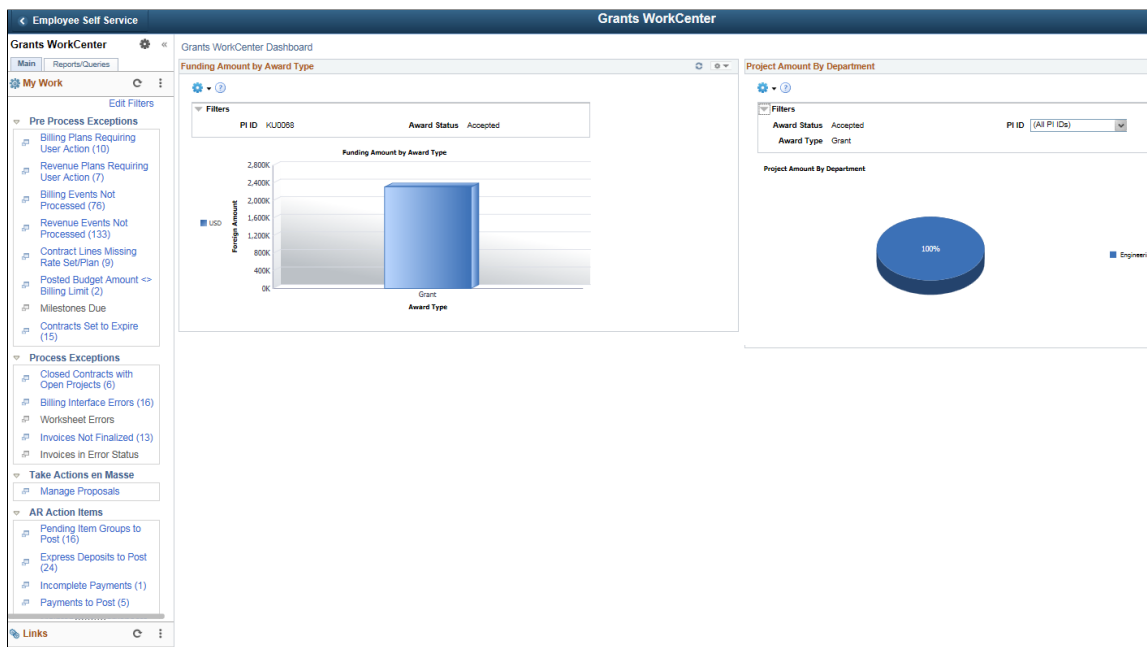 Employee Self Service
Grants WorkCenter
Grants WorkCenter
Main
Reports/Queries
My Work
Edit Filters
Pre Process Exceptions
Billing Plans Requiring
User Action (10)
Revenue Plans Requiring
User Action (7)
Billing Events Not
Processed (76)
Revenue Events Not
Processed (133)
Contract Lines Missing
Rate Set/Plan (9)
Posted Budget Amount <>
Billing Limit (2)
Milestones Due
Contracts Set to Expire
(15)
Process Exceptions
Closed Contracts with
Open Projects (6)
Billing Interface Errors (16)
Worksheet Errors
Invoices Not Finalized (13)
Invoices in Error Status
Take Actions en Masse
Manage Proposals
AR Action Items
Pending Item Groups to
Post (16)
Express Deposits to Post
(24)
Incomplete Payments (1)
Payments to Post (5)
Links
Grants WorkCenter Dashboard
Funding Amount by Award Type
Filters
PI ID KU0068 Award Status Accepted
Funding Amount by Award Type
2,800K
2,400K
2,000K
1,600K
1,200K
800K
400K
0K
USD
Foreign Amount
Grant
Award Type
Project Amount By Department
Filters
Award Status Accepted PI ID (All PI IDs)
Award Type Grant
Project Amount By Department
100%